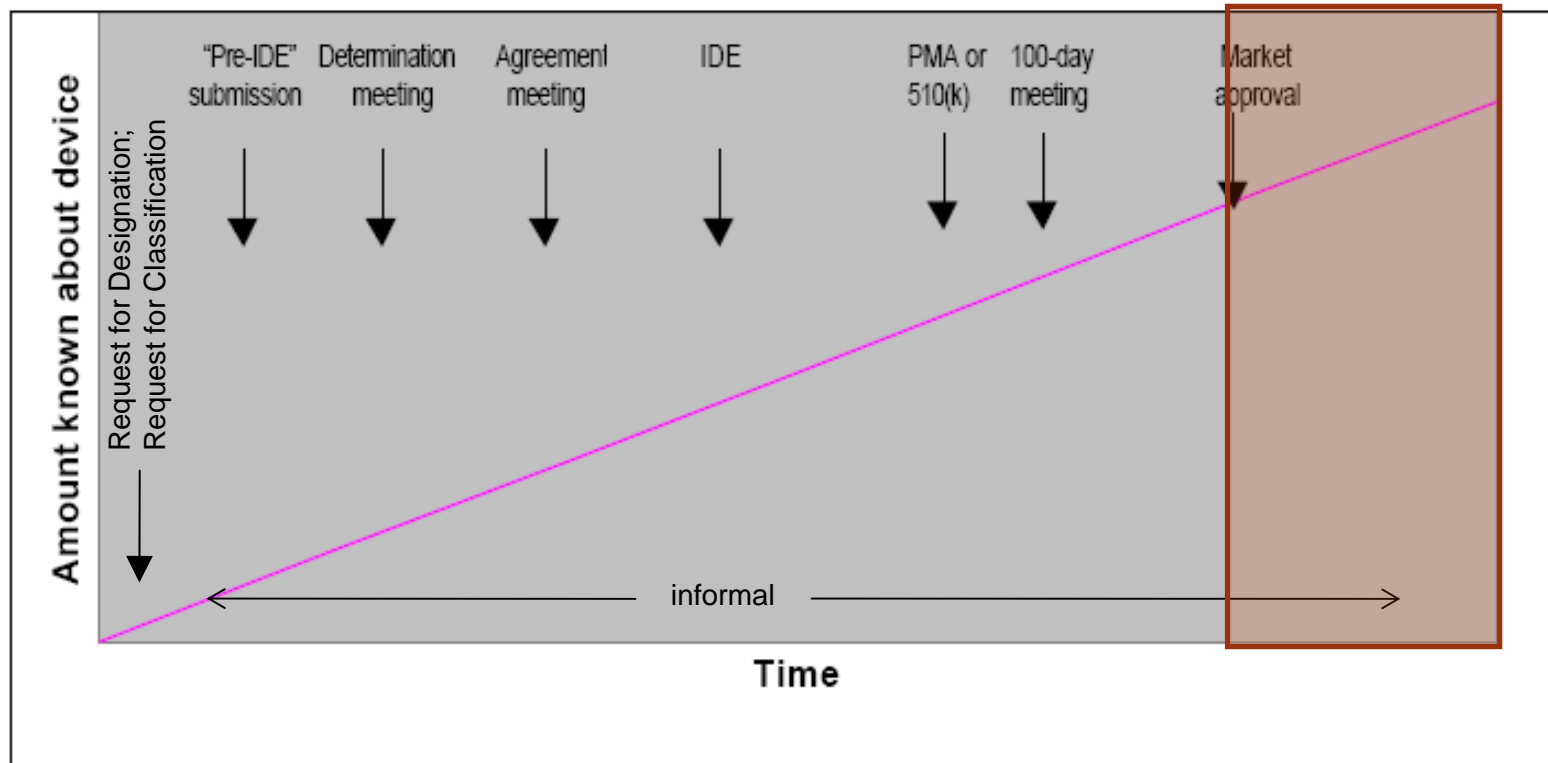 Amount known about device
Request for Designation;
Request for Classification
“Pre-IDE”
submission
Determination
meeting
Agreement
meeting
IDE
PMA or
510(k)
100-day
meeting
Market
approval
informal
Time